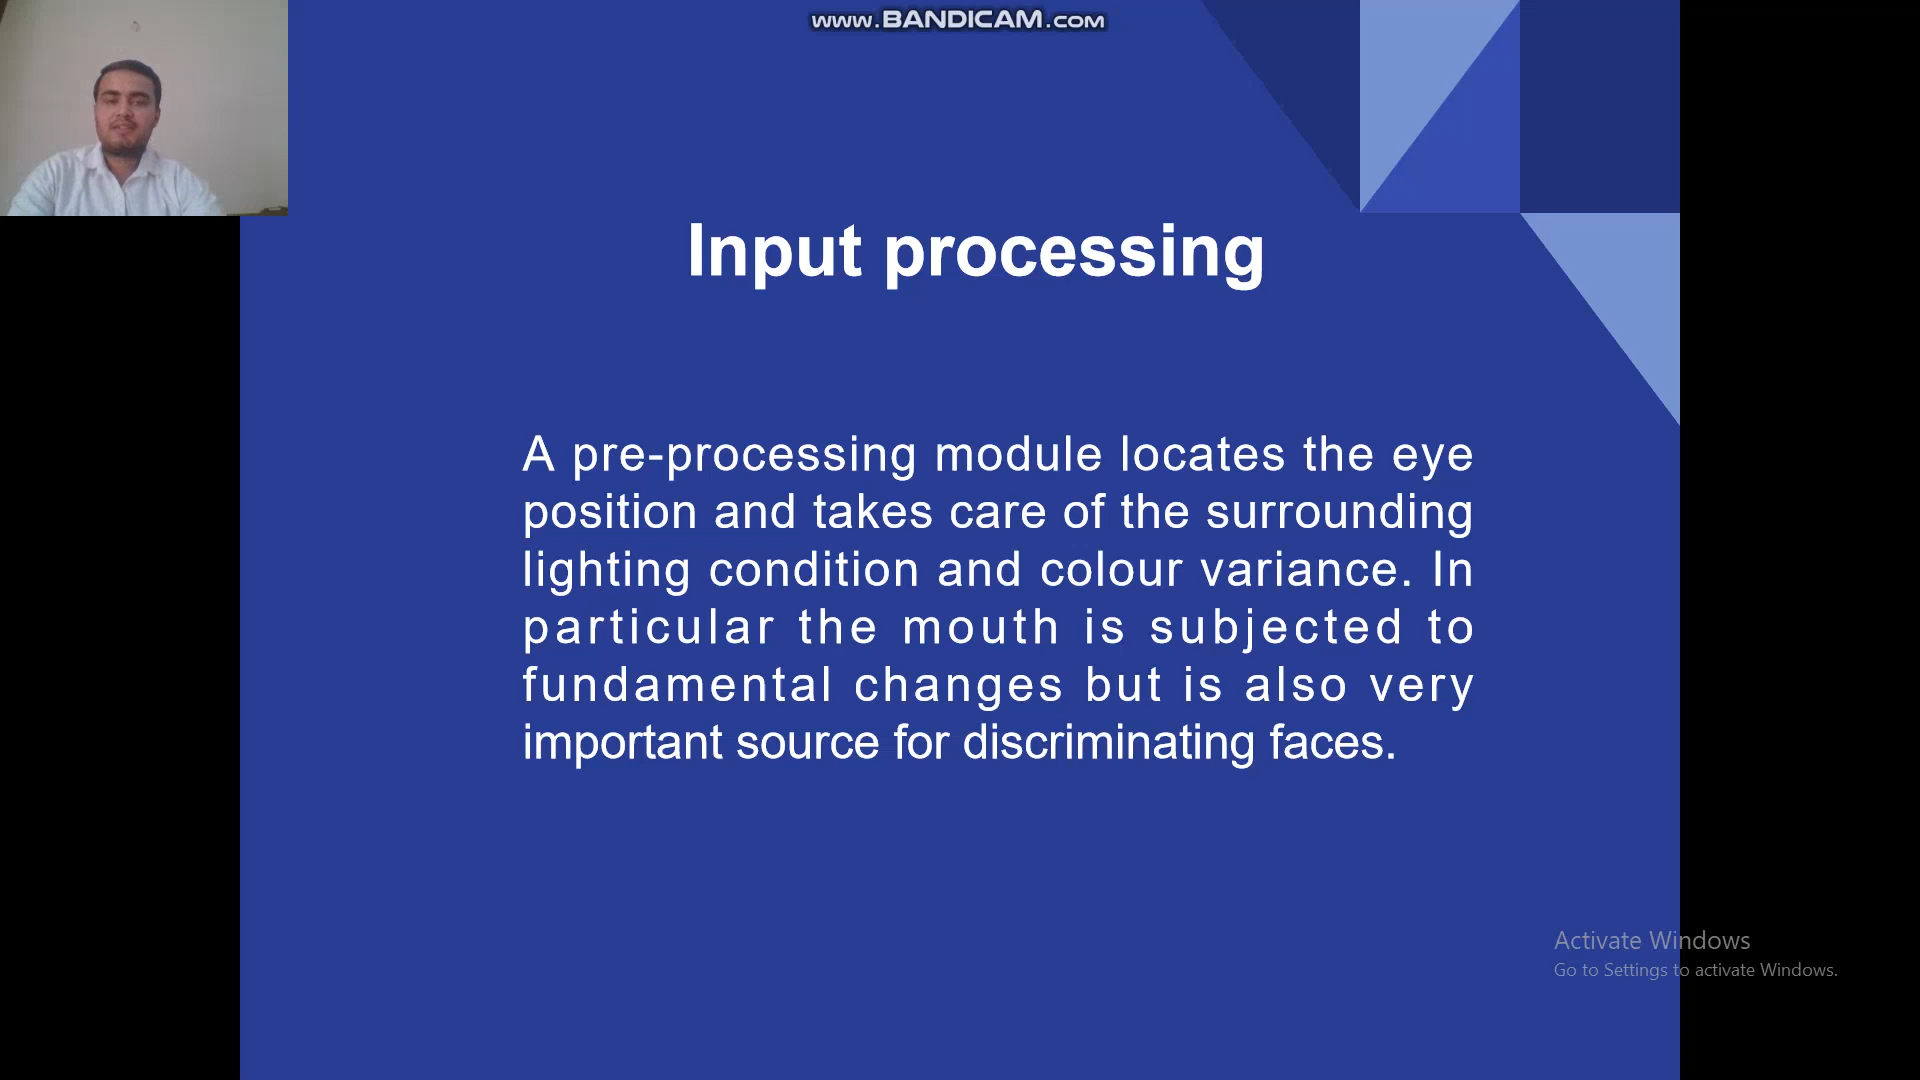 www.BANDICAM.com
Input processing
A pre-processing module locates the eye
position and takes care of the surrounding
lighting condition and colour variance. In
particular the mouth is subjected to
fundamental changes but is also very
important source for discriminating faces.
Activate Windows
Go to Settings to activate Windows.